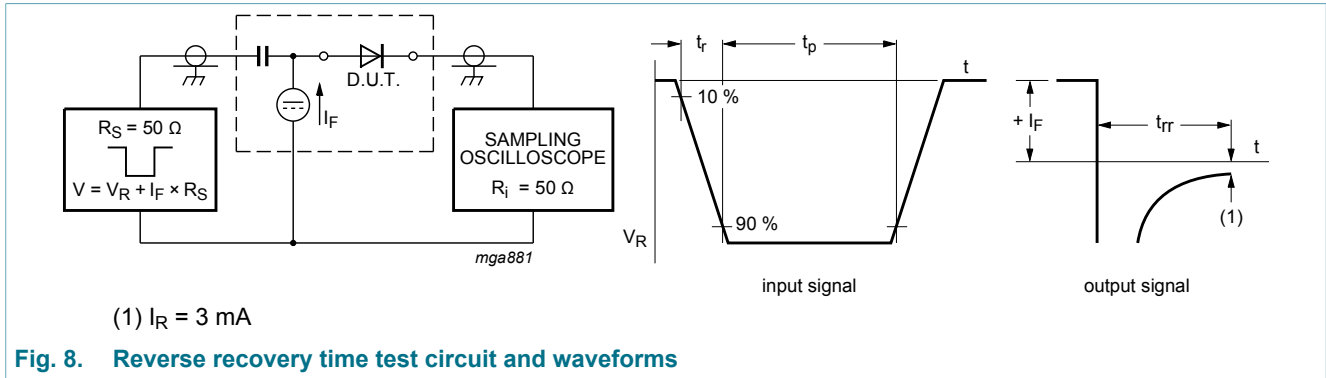 D.U.T.
I_F
R_S = 50 Ω
V = V_R + I_F × R_S
SAMPLING
OSCILLOSCOPE
R_i = 50 Ω
mga881
t_r
t_p
t
10 %
90 %
V_R
input signal
+ I_F
t_rr
t
(1)
output signal
(1) I_R = 3 mA
Fig. 8. Reverse recovery time test circuit and waveforms